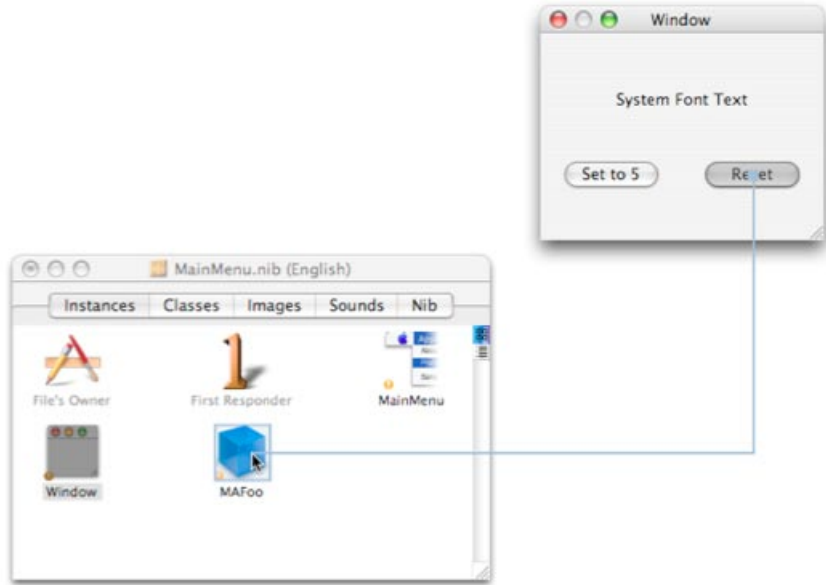 Window
System Font Text
Set to 5 Reset
MainMenu.nib (English)
Instances Classes Images Sounds Nib
File's Owner First Responder MainMenu
Window MAFoo